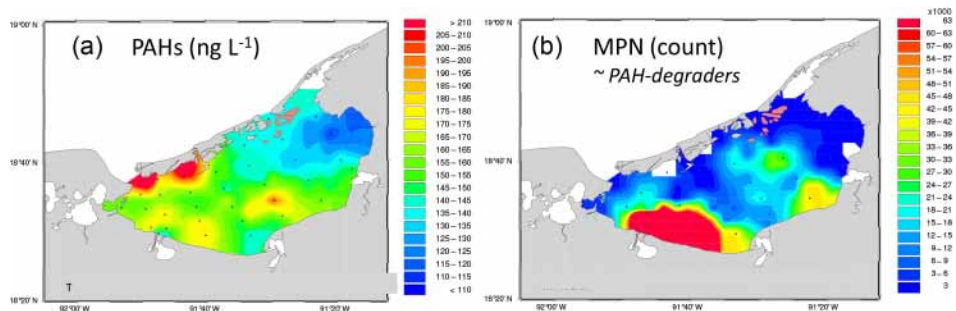 19°00' N
(a) PAHs (ng L⁻¹)
18°40' N
T
18°20' N
92°00 W
91°40' W
91°20' W
> 210
205 – 210
200 – 205
195 – 200
190 – 195
185 – 190
180 – 185
175 – 180
170 – 175
165 – 170
160 – 165
155 – 160
150 – 155
145 – 150
140 – 145
135 – 140
130 – 135
125 – 130
120 – 125
115 – 120
110 – 115
< 110
19°00' N
(b) MPN (count)
~ PAH-degraders
18°40' N
18°20' N
92°00 W
91°40' W
91°20' W
x1000
63
60 – 63
57 – 60
54 – 57
51 – 54
48 – 51
45 – 48
42 – 45
39 – 42
36 – 39
33 – 36
30 – 33
27 – 30
24 – 27
21 – 24
18 – 21
15 – 18
12 – 15
9 – 12
6 – 9
3 – 6
3